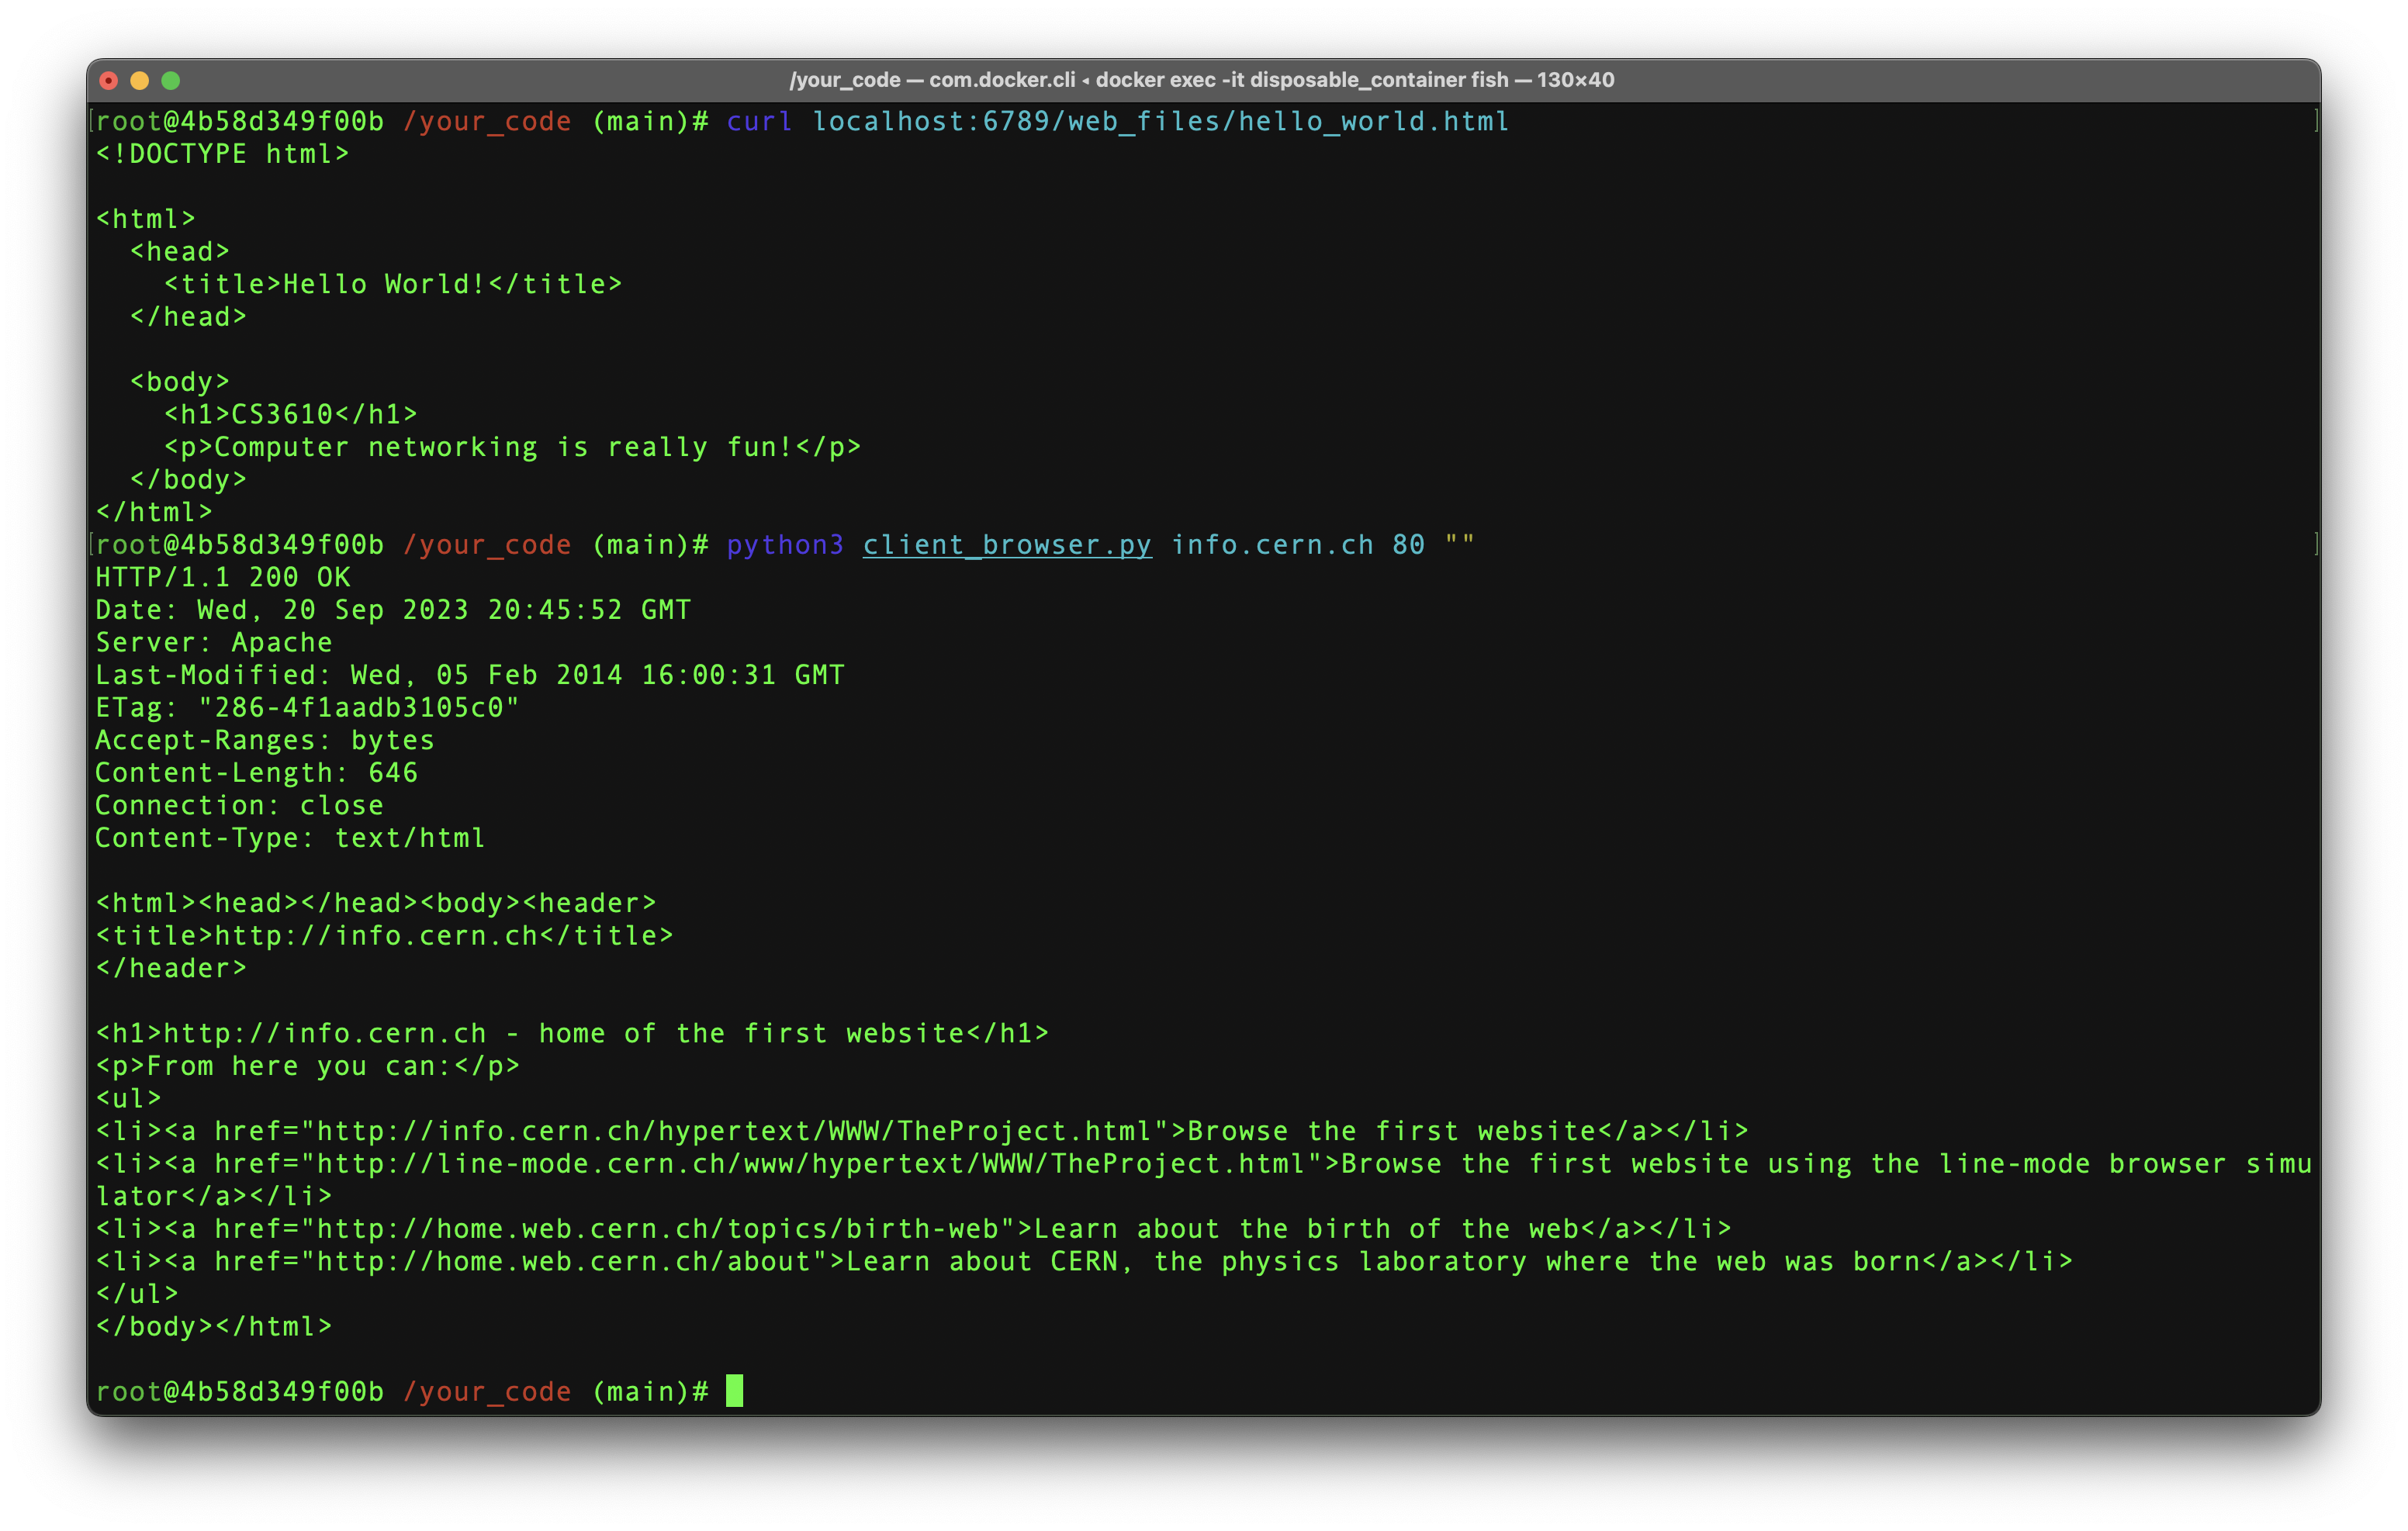 /your_code — com.docker.cli ◂ docker exec -it disposable_container fish — 130×40
[root@4b58d349f00b /your_code (main)# curl localhost:6789/web_files/hello_world.html ]
<!DOCTYPE html>

<html>
  <head>
    <title>Hello World!</title>
  </head>

  <body>
    <h1>CS3610</h1>
    <p>Computer networking is really fun!</p>
  </body>
</html>
[root@4b58d349f00b /your_code (main)# python3 client_browser.py info.cern.ch 80 "" ]
HTTP/1.1 200 OK
Date: Wed, 20 Sep 2023 20:45:52 GMT
Server: Apache
Last-Modified: Wed, 05 Feb 2014 16:00:31 GMT
ETag: "286-4f1aadb3105c0"
Accept-Ranges: bytes
Content-Length: 646
Connection: close
Content-Type: text/html

<html><head></head><body><header>
<title>http://info.cern.ch</title>
</header>

<h1>http://info.cern.ch - home of the first website</h1>
<p>From here you can:</p>
<ul>
<li><a href="http://info.cern.ch/hypertext/WWW/TheProject.html">Browse the first website</a></li>
<li><a href="http://line-mode.cern.ch/www/hypertext/WWW/TheProject.html">Browse the first website using the line-mode browser simu
lator</a></li>
<li><a href="http://home.web.cern.ch/topics/birth-web">Learn about the birth of the web</a></li>
<li><a href="http://home.web.cern.ch/about">Learn about CERN, the physics laboratory where the web was born</a></li>
</ul>
</body></html>

root@4b58d349f00b /your_code (main)#